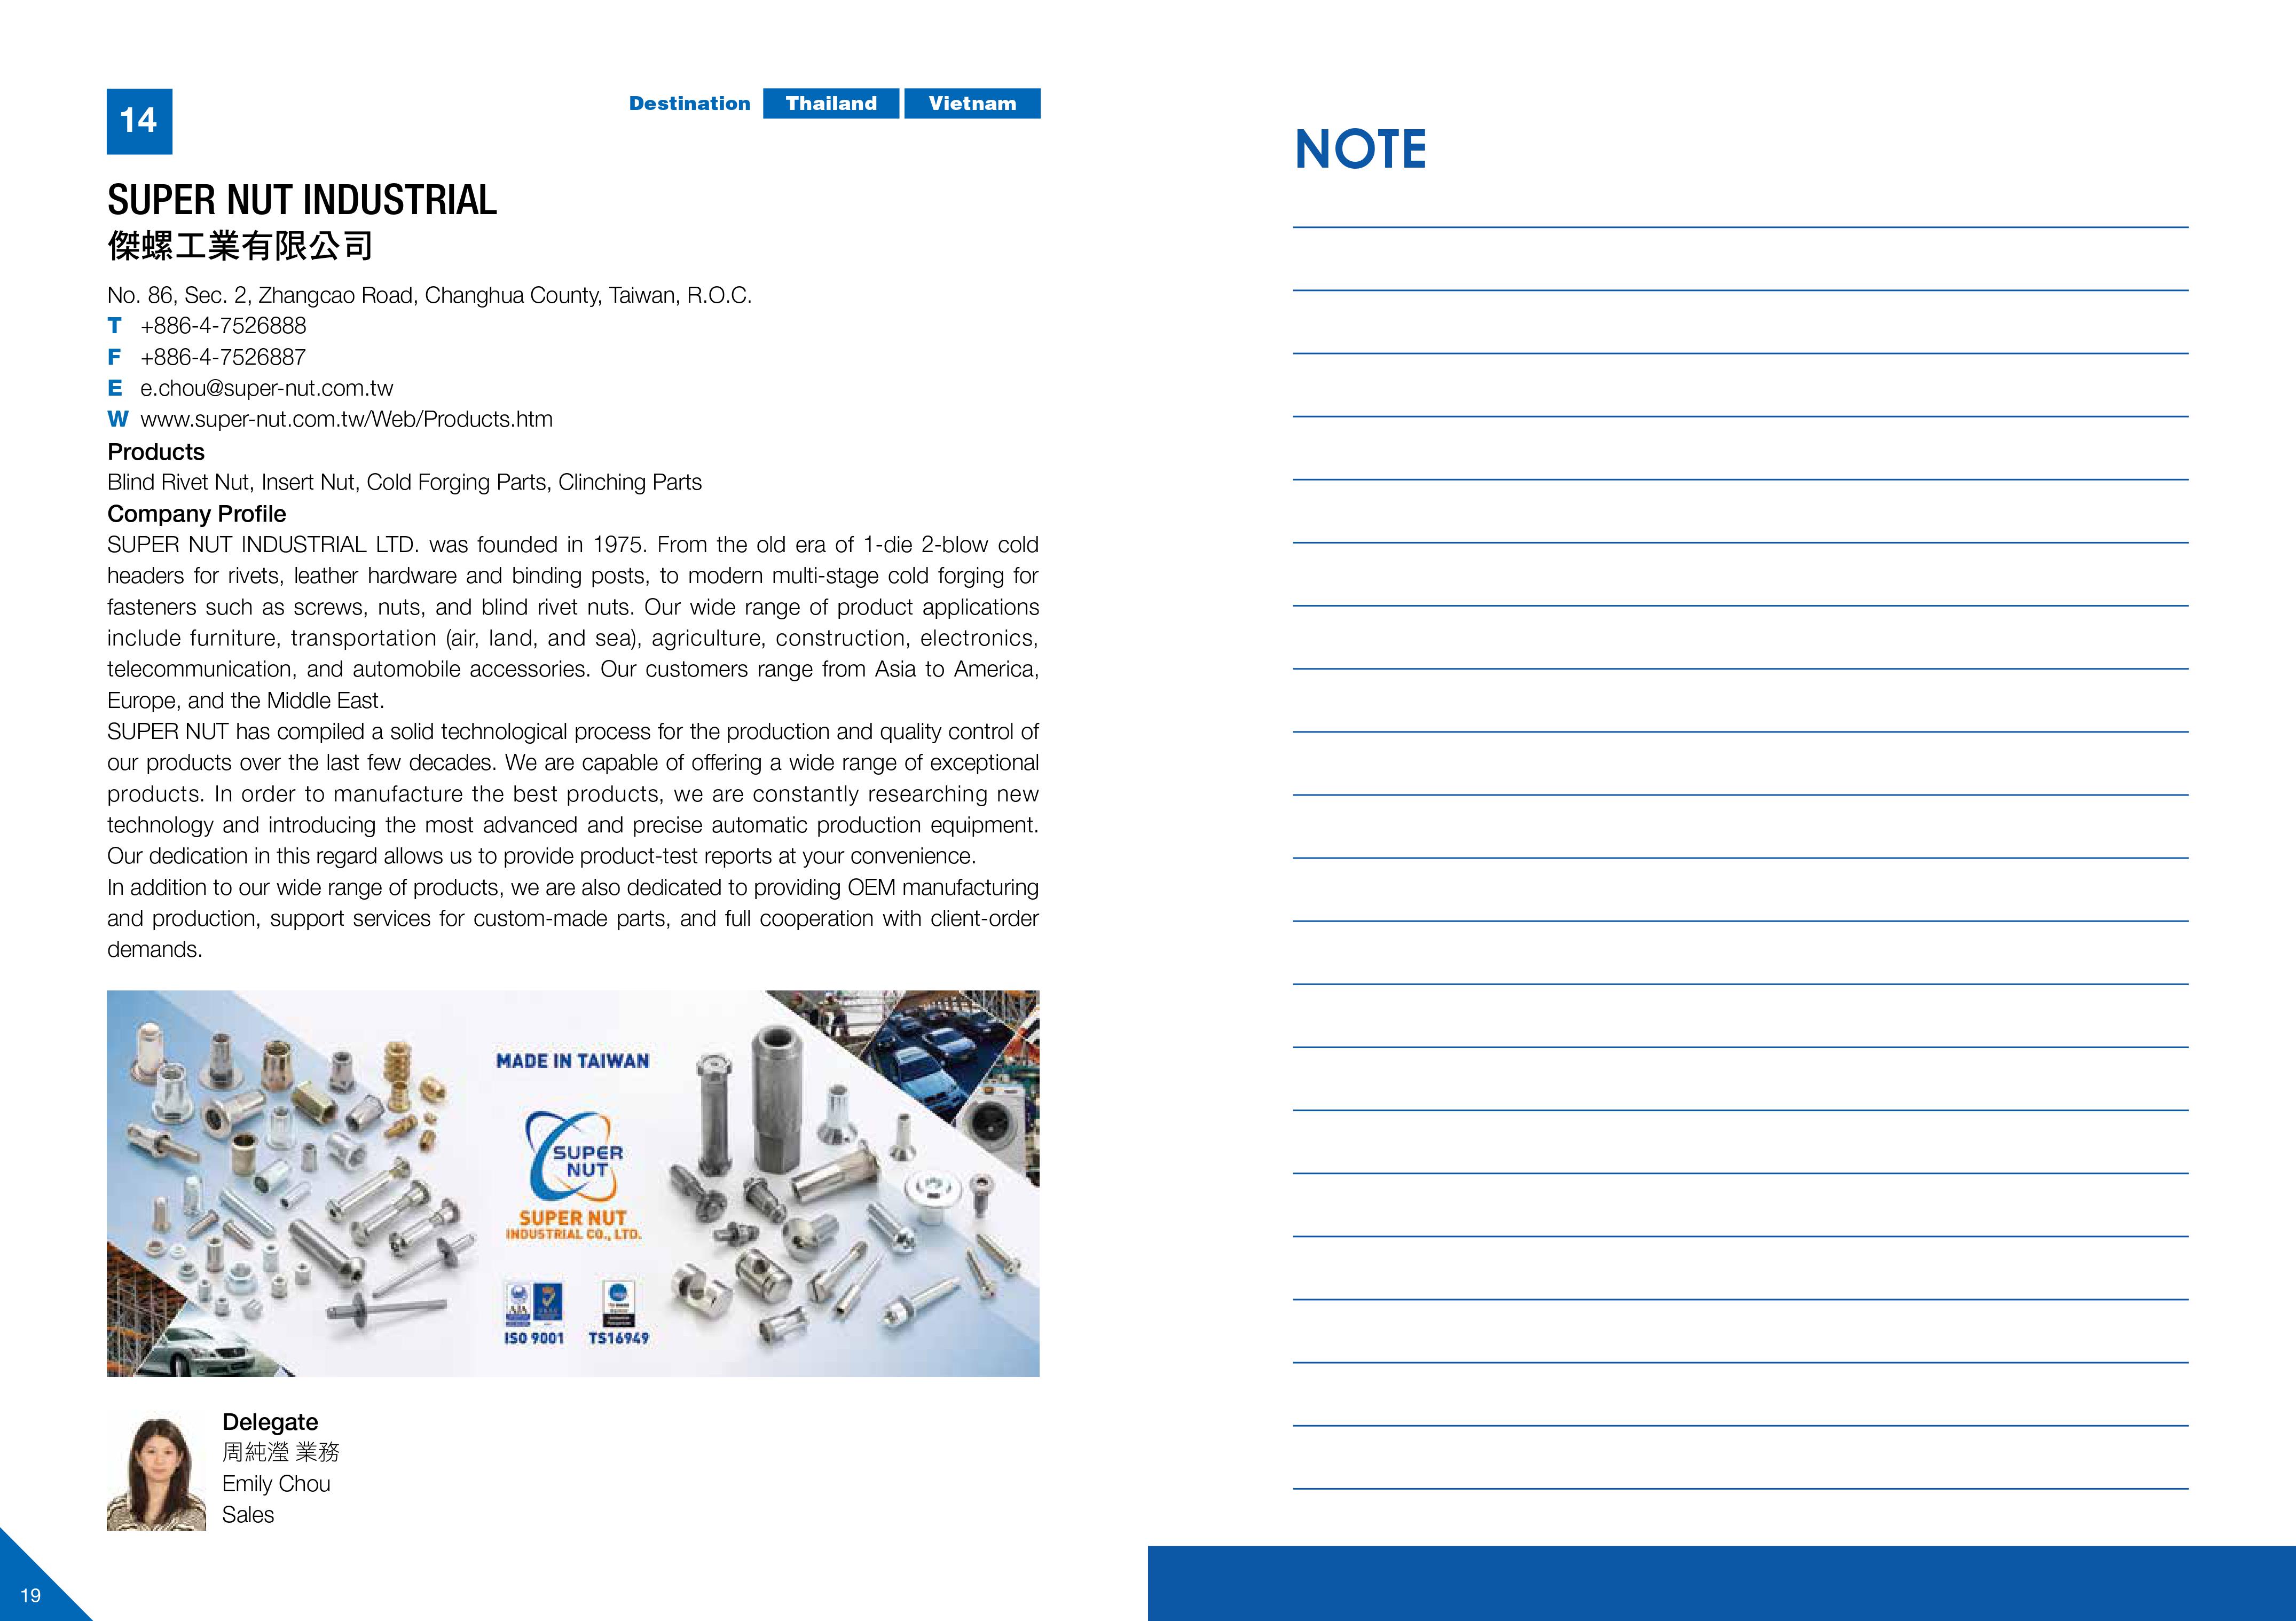 14
Destination Thailand Vietnam
SUPER NUT INDUSTRIAL
傑螺工業有限公司
No. 86, Sec. 2, Zhangcao Road, Changhua County, Taiwan, R.O.C.
T +886-4-7526888
F +886-4-7526887
E e.chou@super-nut.com.tw
W www.super-nut.com.tw/Web/Products.htm
Products
Blind Rivet Nut, Insert Nut, Cold Forging Parts, Clinching Parts
Company Profile
SUPER NUT INDUSTRIAL LTD. was founded in 1975. From the old era of 1-die 2-blow cold
headers for rivets, leather hardware and binding posts, to modern multi-stage cold forging for
fasteners such as screws, nuts, and blind rivet nuts. Our wide range of product applications
include furniture, transportation (air, land, and sea), agriculture, construction, electronics,
telecommunication, and automobile accessories. Our customers range from Asia to America,
Europe, and the Middle East.
SUPER NUT has compiled a solid technological process for the production and quality control of
our products over the last few decades. We are capable of offering a wide range of exceptional
products. In order to manufacture the best products, we are constantly researching new
technology and introducing the most advanced and precise automatic production equipment.
Our dedication in this regard allows us to provide product-test reports at your convenience.
In addition to our wide range of products, we are also dedicated to providing OEM manufacturing
and production, support services for custom-made parts, and full cooperation with client-order
demands.
MADE IN TAIWAN
SUPER
NUT
SUPER NUT
INDUSTRIAL CO., LTD.
AJA
ISO 9001 TS16949
Delegate
周純瀅 業務
Emily Chou
Sales
19
NOTE